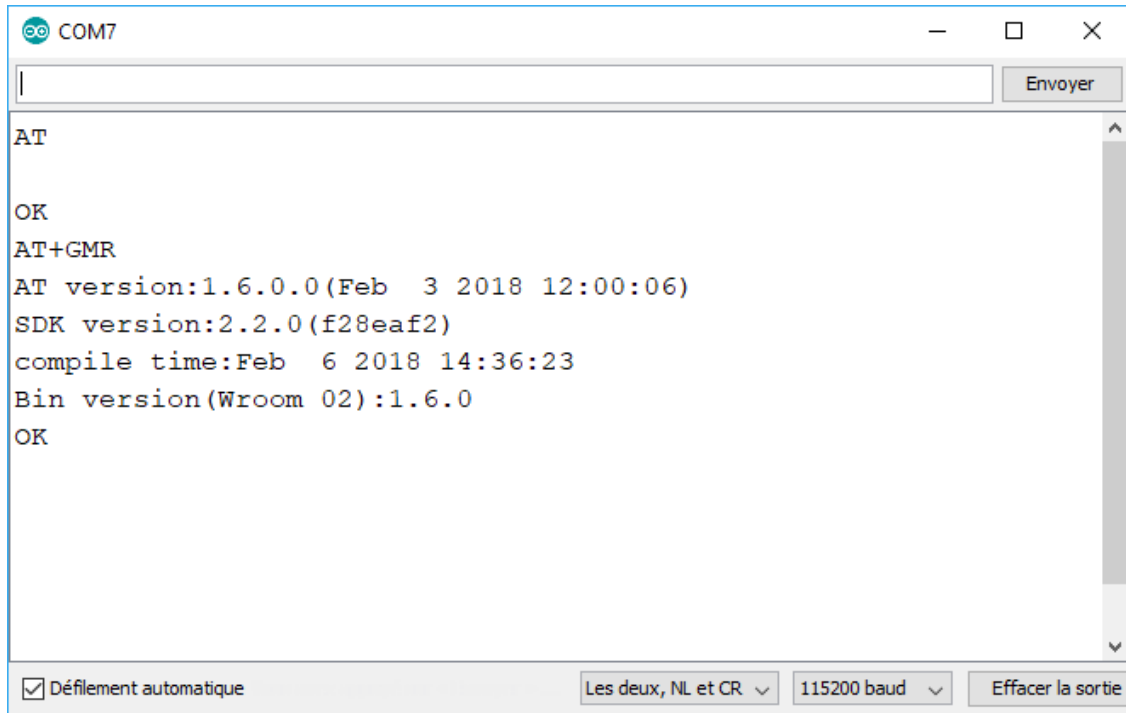 COM7
Envoyer
AT
OK
AT+GMR
AT version:1.6.0.0(Feb  3 2018 12:00:06)
SDK version:2.2.0(f28eaf2)
compile time:Feb  6 2018 14:36:23
Bin version(Wroom 02):1.6.0
OK
Défilement automatique Les deux, NL et CR 115200 baud Effacer la sortie